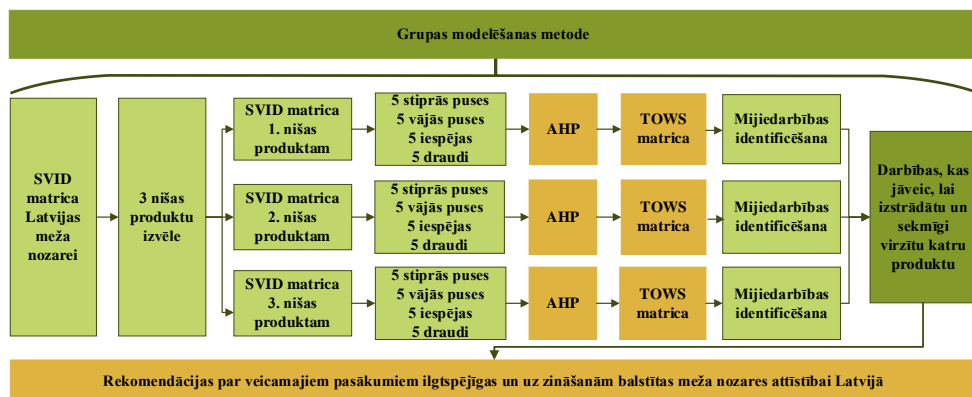 Grupas modelēšanas metode
SVID
matrica
Latvijas
meža
nozarei
3 nišas
produktu
izvēle
SVID matrica
1. nišas
produktam
5 stiprās puses
5 vājās puses
5 iespējas
5 draudi
AHP
TOWS
matrica
Mijiedarbības
identificēšana
SVID matrica
2. nišas
produktam
5 stiprās puses
5 vājās puses
5 iespējas
5 draudi
AHP
TOWS
matrica
Mijiedarbības
identificēšana
SVID matrica
3. nišas
produktam
5 stiprās puses
5 vājās puses
5 iespējas
5 draudi
AHP
TOWS
matrica
Mijiedarbības
identificēšana
Darbības, kas
jāveic, lai
izstrādātu un
sekmīgi
virzītu katru
produktu
Rekomendācijas par veicamajiem pasākumiem ilgtspējīgas un uz zināšanām balstītas meža nozares attīstībai Latvijā